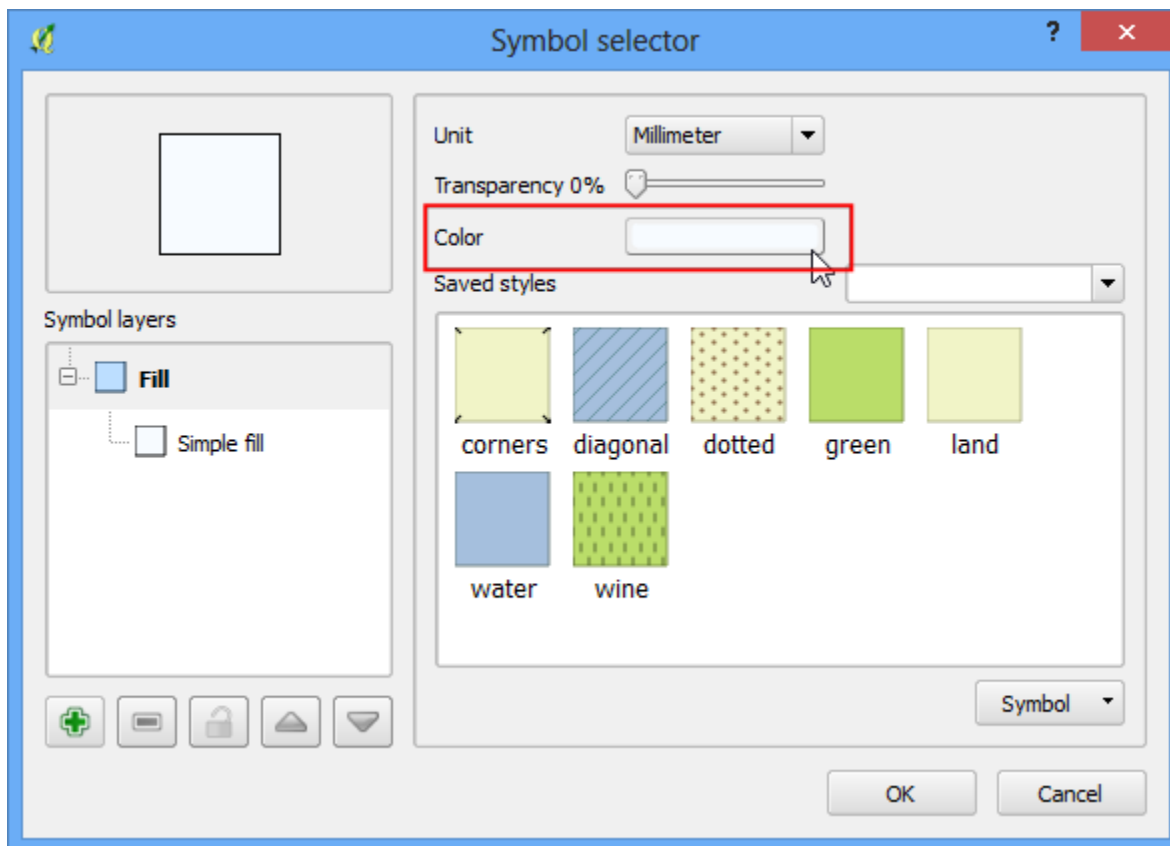 Symbol selector
?
Unit
Millimeter
Transparency 0%
Color
Saved styles
Symbol layers
Fill
Simple fill
corners diagonal dotted green land
water wine
Symbol
OK Cancel